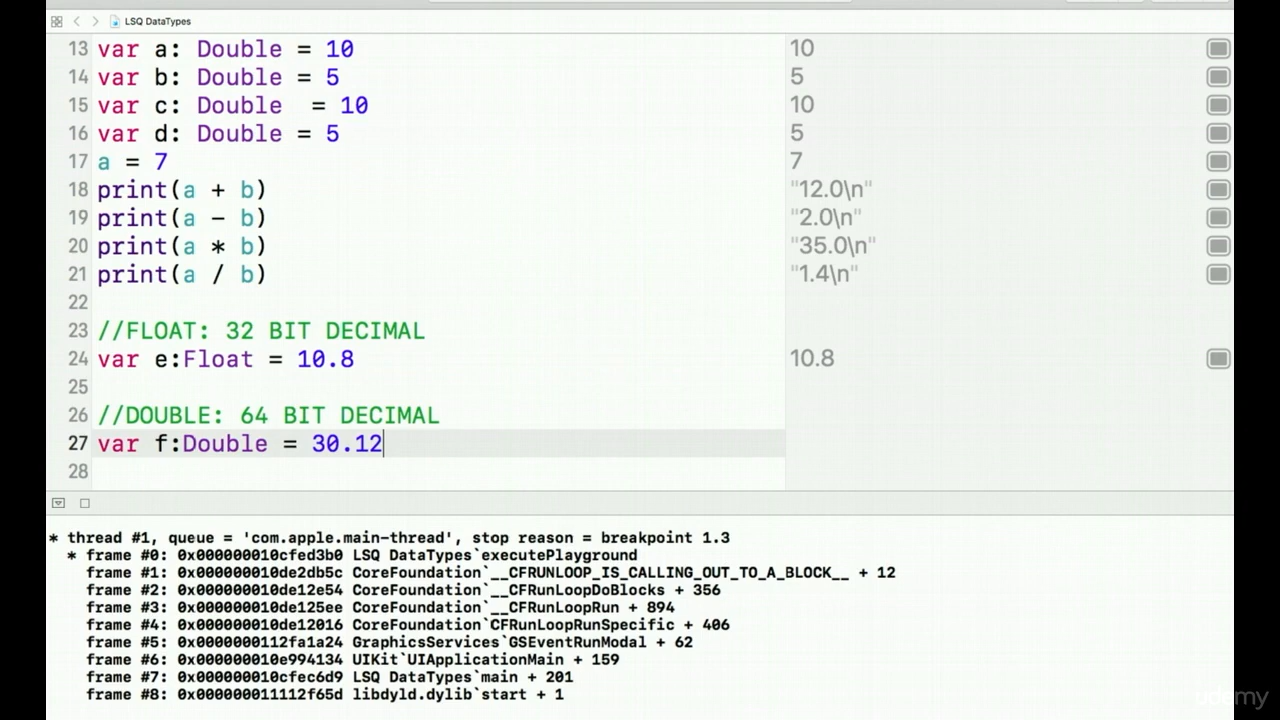 LSQ DataTypes
13 var a: Double = 10 10
14 var b: Double = 5 5
15 var c: Double  = 10 10
16 var d: Double = 5 5
17 a = 7 7
18 print(a + b) "12.0\n"
19 print(a - b) "2.0\n"
20 print(a * b) "35.0\n"
21 print(a / b) "1.4\n"
22
23 //FLOAT: 32 BIT DECIMAL
24 var e:Float = 10.8 10.8
25
26 //DOUBLE: 64 BIT DECIMAL
27 var f:Double = 30.12
28
* thread #1, queue = 'com.apple.main-thread', stop reason = breakpoint 1.3
* frame #0: 0x000000010cfed3b0 LSQ DataTypes`executePlayground
frame #1: 0x000000010de2db5c CoreFoundation`__CFRUNLOOP_IS_CALLING_OUT_TO_A_BLOCK__ + 12
frame #2: 0x000000010de12e54 CoreFoundation`__CFRunLoopDoBlocks + 356
frame #3: 0x000000010de125ee CoreFoundation`__CFRunLoopRun + 894
frame #4: 0x000000010de12016 CoreFoundation`CFRunLoopRunSpecific + 406
frame #5: 0x0000000112fa1a24 GraphicsServices`GSEventRunModal + 62
frame #6: 0x000000010e994134 UIKit`UIApplicationMain + 159
frame #7: 0x000000010cfec6d9 LSQ DataTypes`main + 201
frame #8: 0x000000011112f65d libdyld.dylib`start + 1
udemy